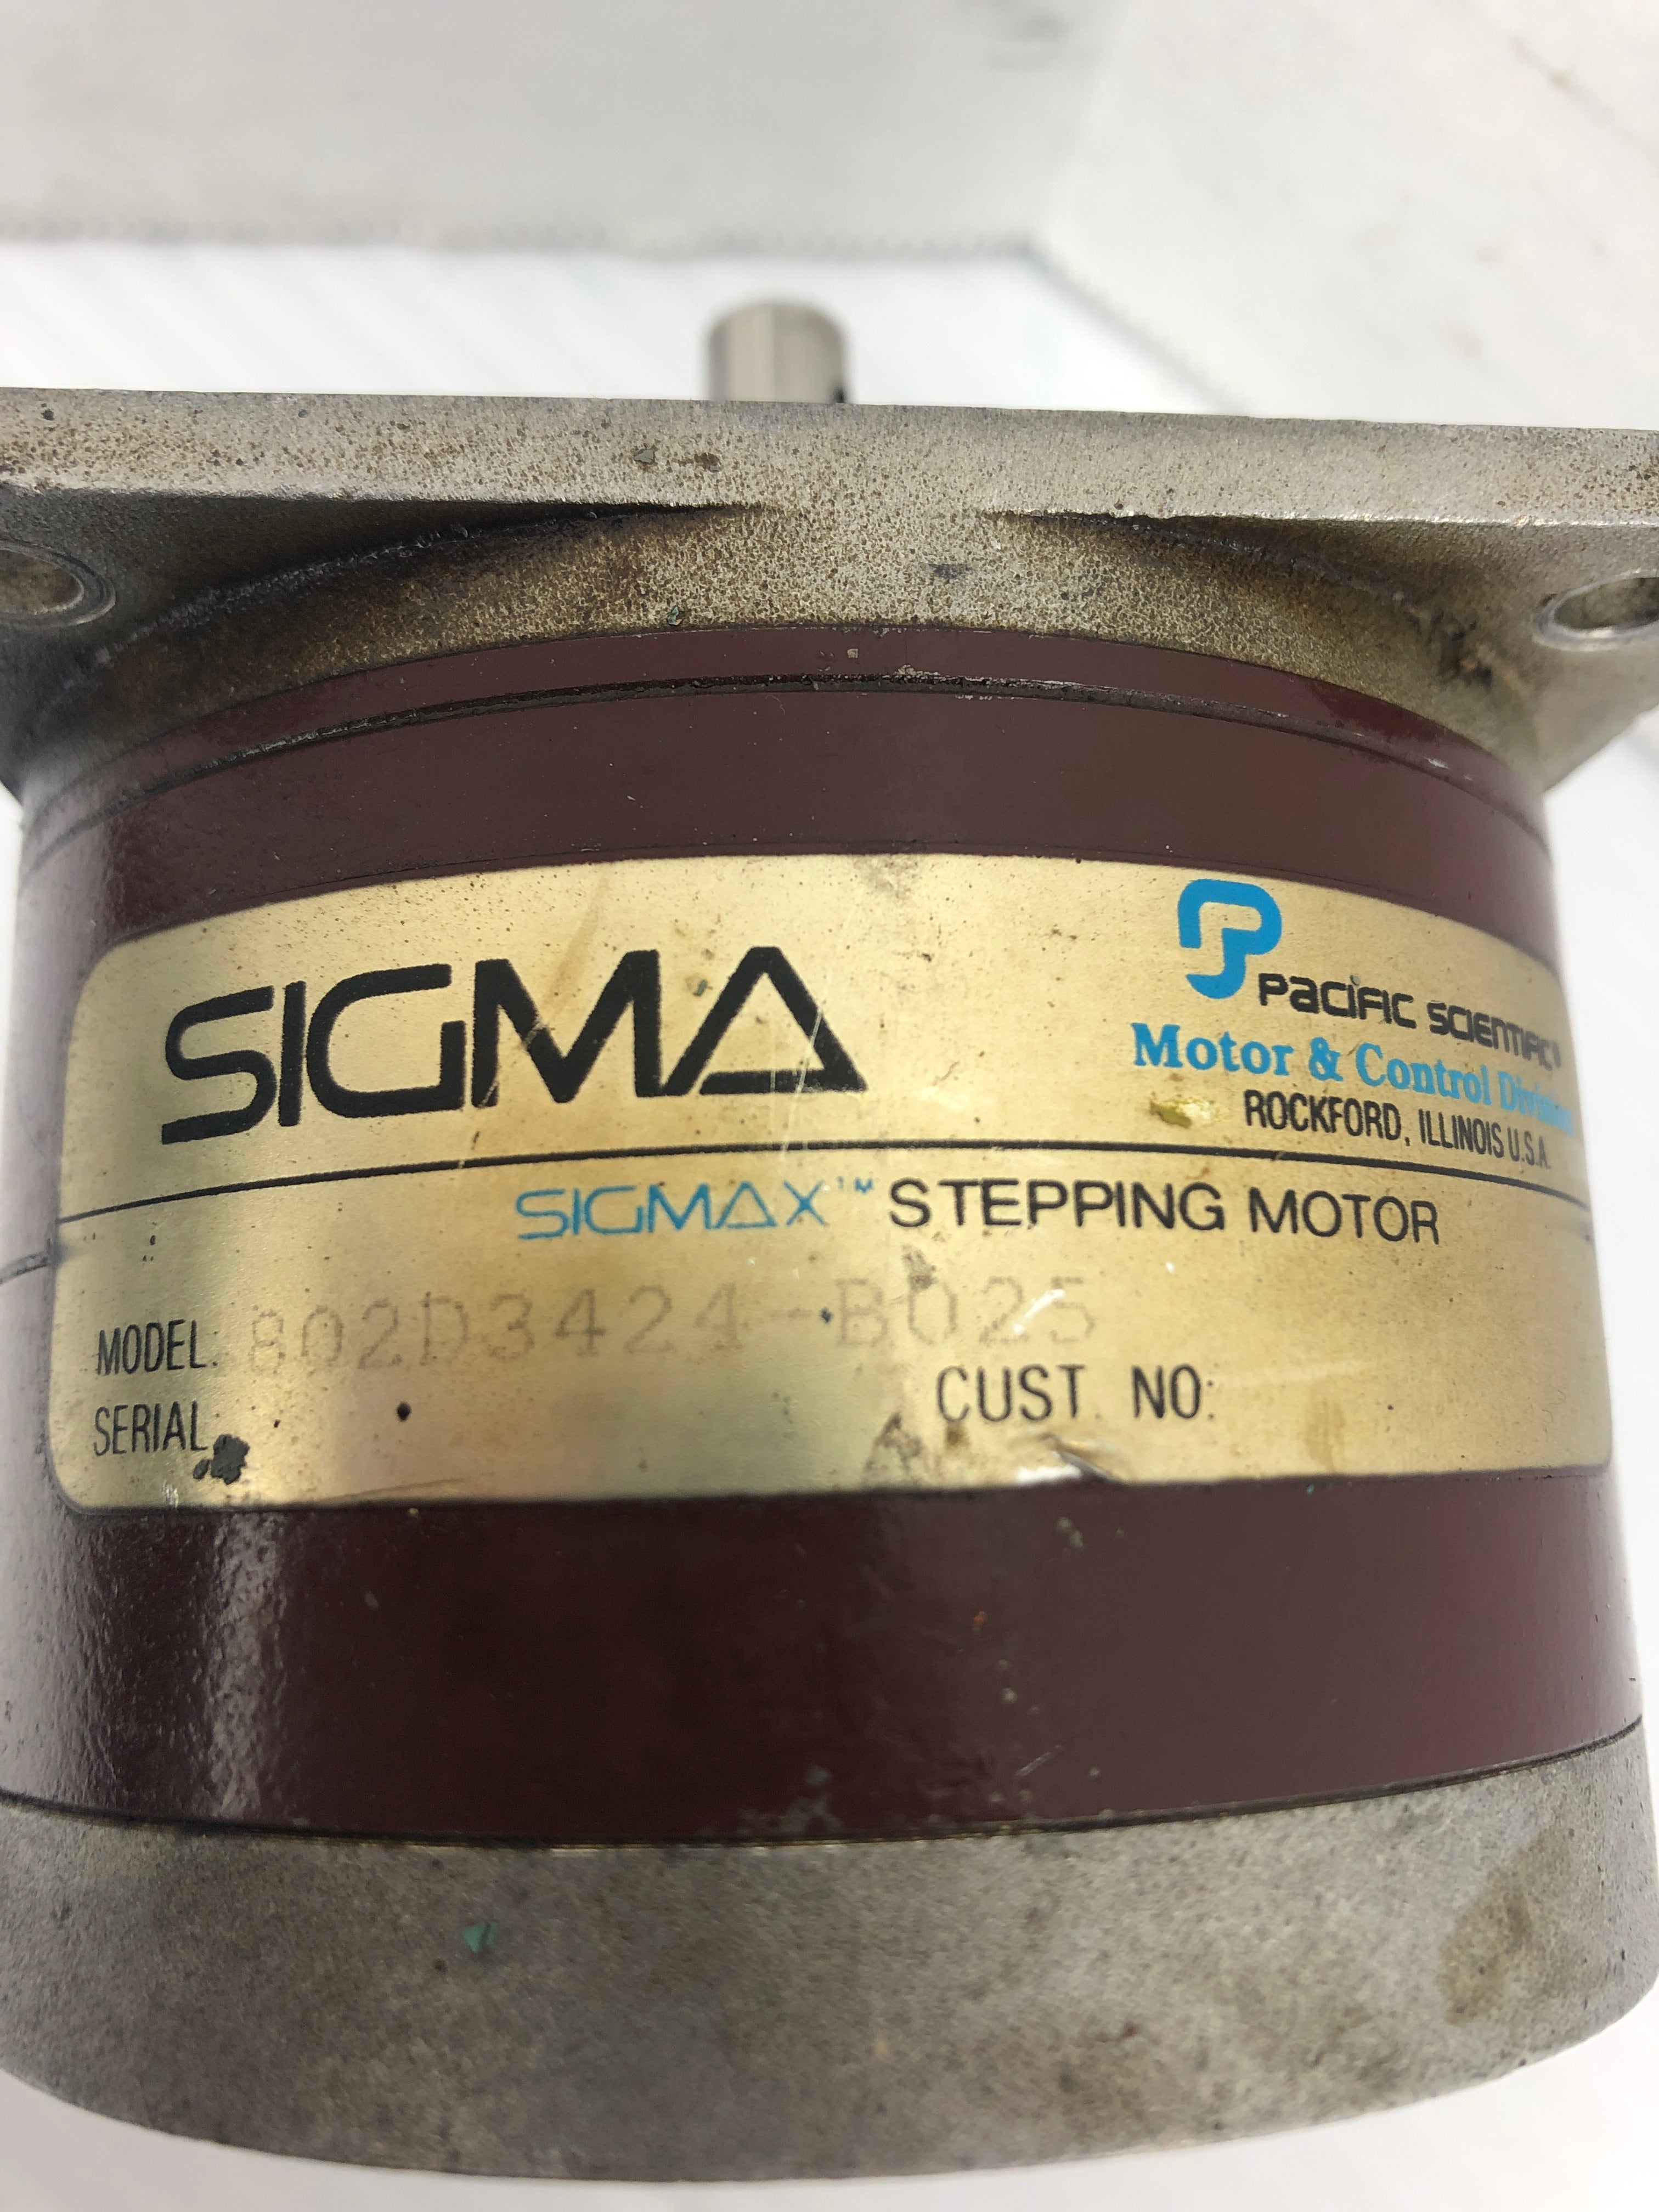 SIGMA
PACIFIC SCIENTIFIC®
Motor & Control Division
ROCKFORD, ILLINOIS U.S.A.
SIGMAX™ STEPPING MOTOR
MODEL: 802D3424-B025
SERIAL:
CUST. NO: